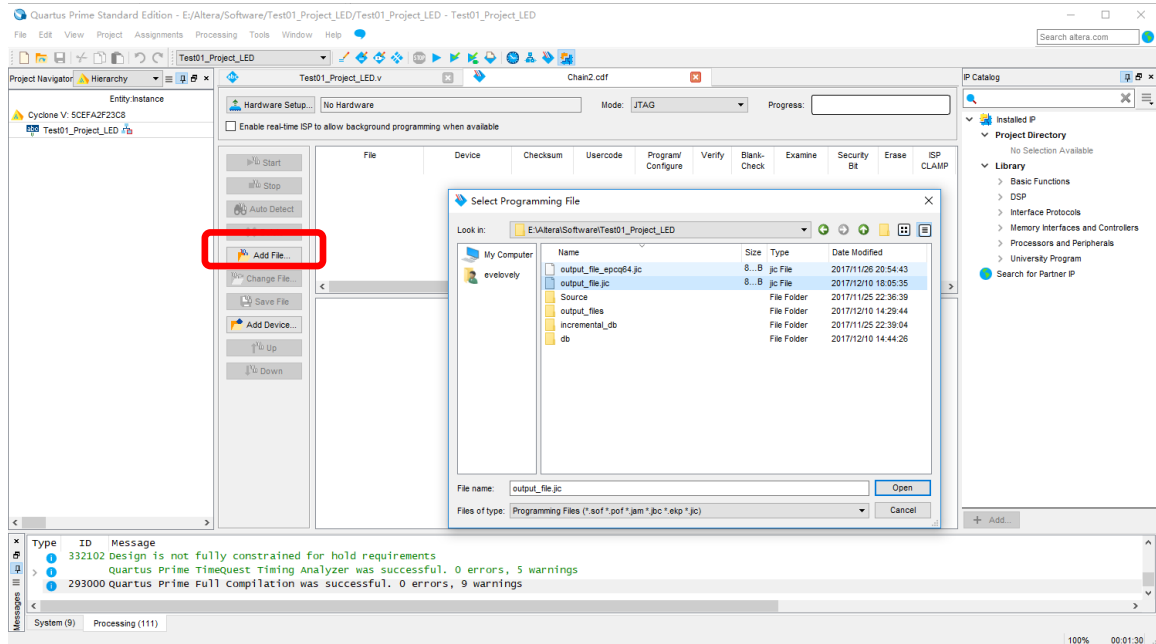 Quartus Prime Standard Edition - E:/Altera/Software/Test01_Project_LED/Test01_Project_LED - Test01_Project_LED
File Edit View Project Assignments Processing Tools Window Help
Search altera.com
Test01_Project_LED
Project Navigator Hierarchy
Test01_Project_LED.v
Chain2.cdf
IP Catalog
Entity:Instance
Cyclone V: 5CEFA2F23C8
Test01_Project_LED
Hardware Setup... No Hardware Mode: JTAG Progress:
Enable real-time ISP to allow background programming when available
Start
Stop
Auto Detect
Add File...
Change File...
Save File
Add Device...
Up
Down
File Device Checksum Usercode Program/ Configure Verify Blank- Check Examine Security Bit Erase ISP CLAMP
Select Programming File
Look in: E:\Altera\Software\Test01_Project_LED
My Computer
evelovely
Name Size Type Date Modified
output_file_epcq64.jic 8...B jic File 2017/11/26 20:54:43
output_file.jic 8...B jic File 2017/12/10 18:05:35
Source File Folder 2017/11/25 22:36:39
output_files File Folder 2017/12/10 14:29:44
incremental_db File Folder 2017/11/25 22:39:04
db File Folder 2017/12/10 14:44:26
File name: output_file.jic Open
Files of type: Programming Files (*.sof *.pof *.jam *.jbc *.ekp *.jic) Cancel
Installed IP
Project Directory
No Selection Available
Library
Basic Functions
DSP
Interface Protocols
Memory Interfaces and Controllers
Processors and Peripherals
University Program
Search for Partner IP
+ Add...
Type ID Message
332102 Design is not fully constrained for hold requirements
Quartus Prime TimeQuest Timing Analyzer was successful. 0 errors, 5 warnings
293000 Quartus Prime Full Compilation was successful. 0 errors, 9 warnings
Messages
System (9) Processing (111)
100% 00:01:30